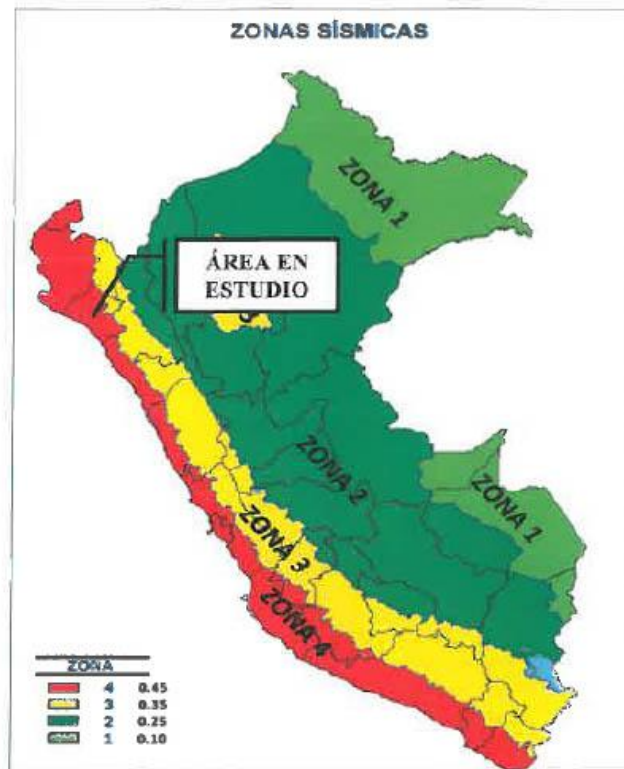 ZONAS SÍSMICAS
ZONA 1
ÁREA EN
ESTUDIO
3
ZONA 2
ZONA 1
ZONA 3
ZONA 4
ZONA
4 0.45
3 0.35
2 0.25
1 0.10